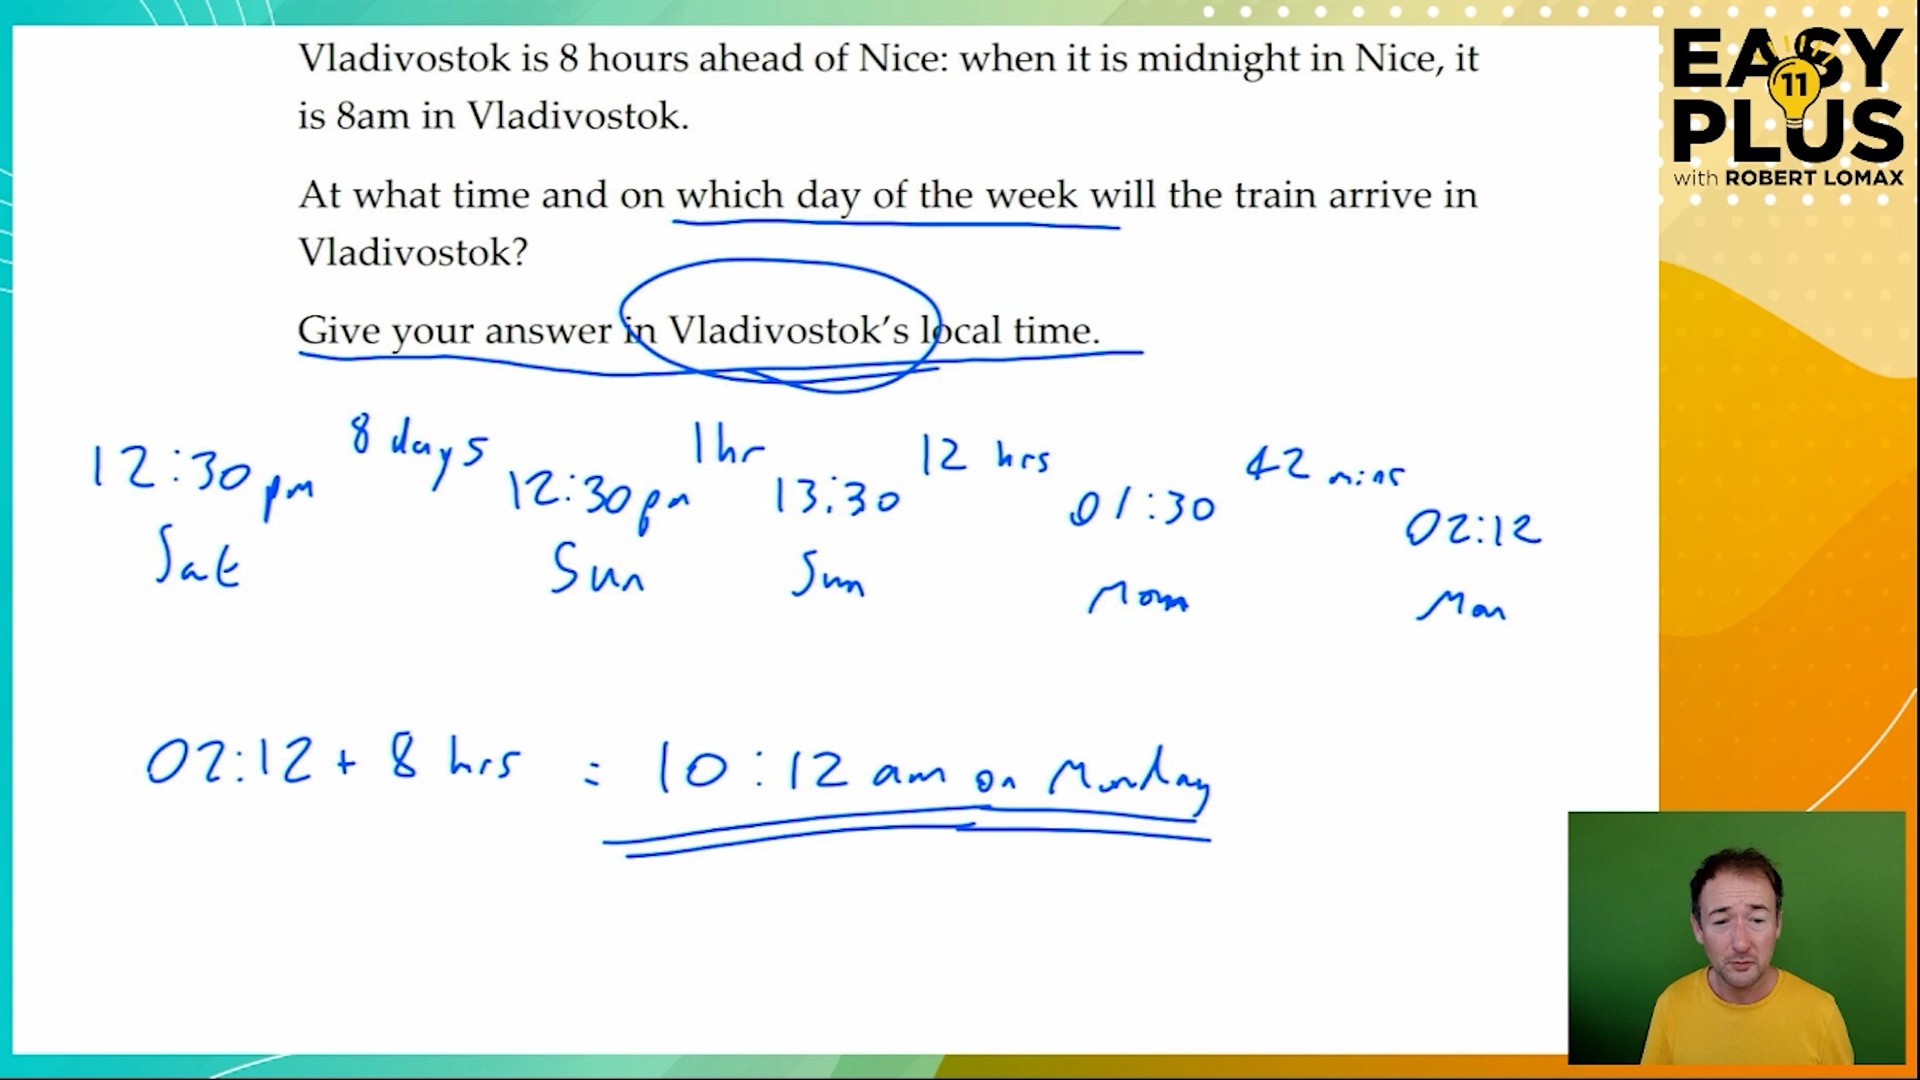 Vladivostok is 8 hours ahead of Nice: when it is midnight in Nice, it
is 8am in Vladivostok.
At what time and on which day of the week will the train arrive in
Vladivostok?
Give your answer in Vladivostok's local time.
12:30 pm 8 days 12:30pm 1hr 13:30 12 hrs 01:30 42 mins 02:12
Sat Sun Sun Mon Mon
02:12 + 8 hrs = 10:12 am on Monday
EASY
11
PLUS
with ROBERT LOMAX